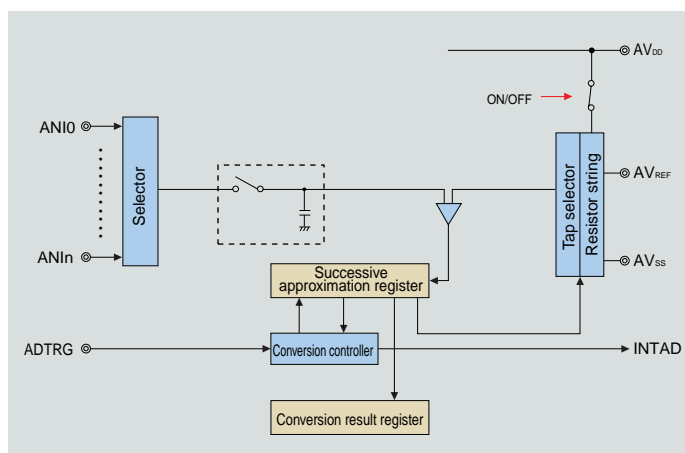 AVDD
ON/OFF
ANI0
Selector
Tap selector
Resistor string
AVREF
ANIn
AVSS
Successive
approximation register
ADTRG
Conversion controller
INTAD
Conversion result register